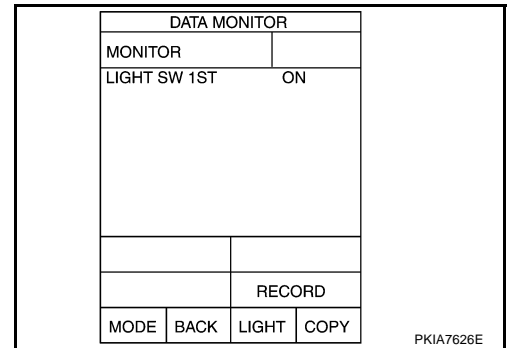 DATA MONITOR
MONITOR
LIGHT SW 1ST ON
RECORD
MODE BACK LIGHT COPY
PKIA7626E